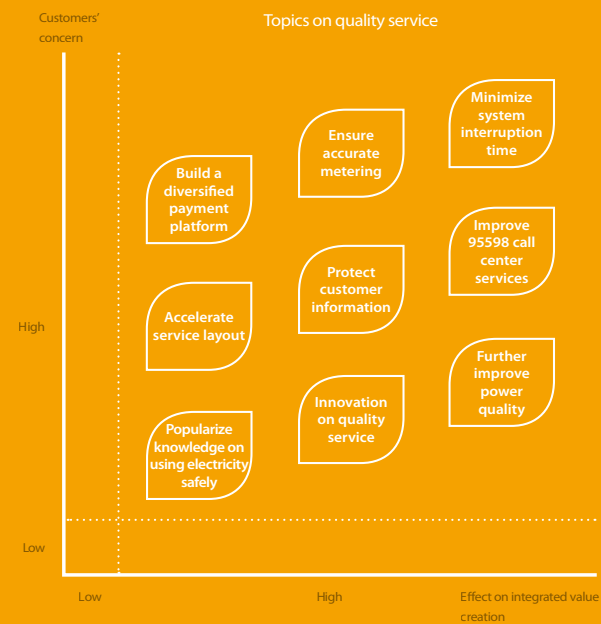 Customers'
concern
Topics on quality service
Minimize
system
interruption
time
Ensure
accurate
metering
Build a
diversified
payment
platform
Improve
95598 call
center
services
Protect
customer
information
Accelerate
service layout
High
Further
improve
power
quality
Innovation
on quality
service
Popularize
knowledge on
using electricity
safely
Low
Low
High
Effect on integrated value
creation